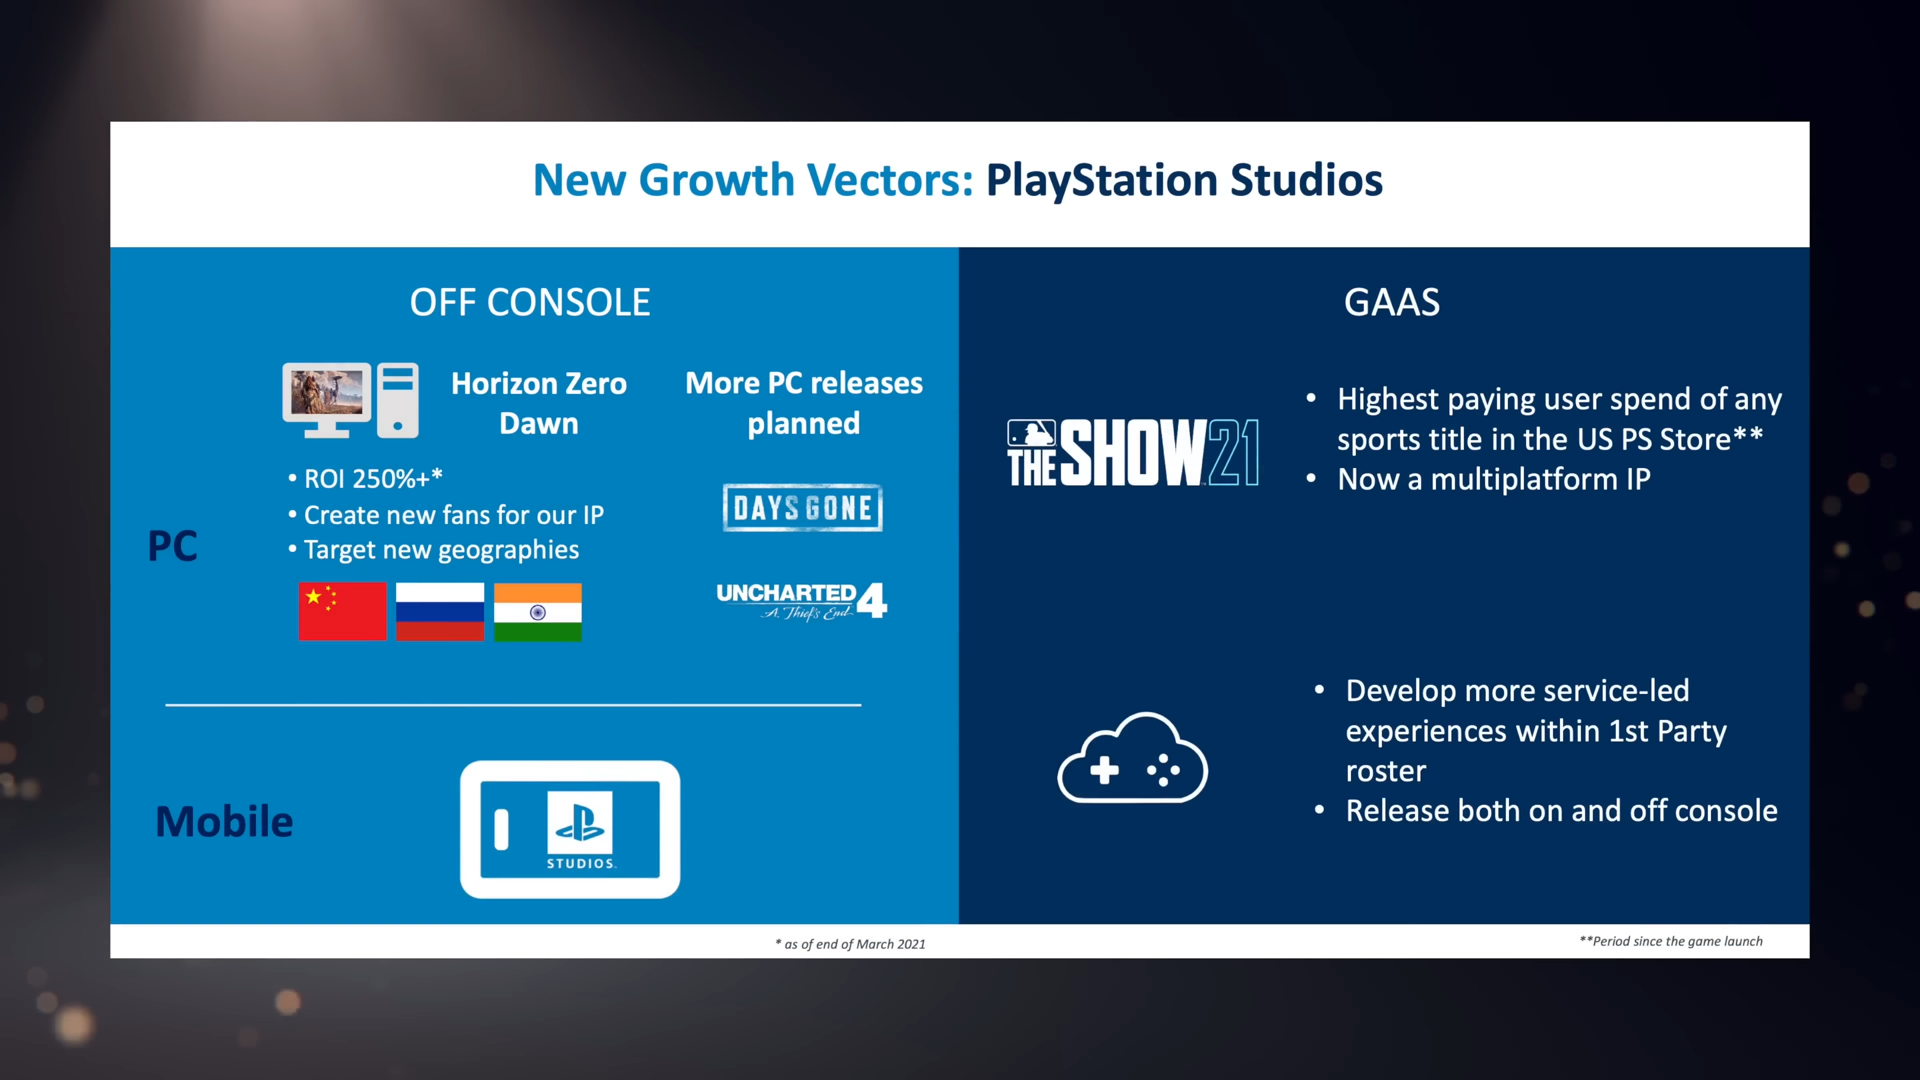 New Growth Vectors: PlayStation Studios
OFF CONSOLE
Horizon Zero
Dawn
More PC releases
planned
• ROI 250%+*
• Create new fans for our IP
• Target new geographies
PC
DAYS GONE
UNCHARTED 4
A Thief's End
Mobile
STUDIOS
GAAS
THE SHOW 21
• Highest paying user spend of any
sports title in the US PS Store**
• Now a multiplatform IP
• Develop more service-led
experiences within 1st Party
roster
• Release both on and off console
* as of end of March 2021
**Period since the game launch